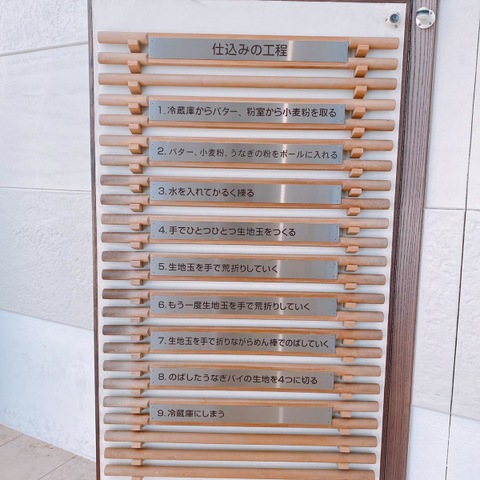 仕込みの工程
1.冷蔵庫からバター、粉室から小麦粉を取る
2.バター、小麦粉、うなぎの粉をボールに入れる
3.水を入れてかるく練る
4.手でひとつひとつ生地玉をつくる
5.生地玉を手で荒折りしていく
6.もう一度生地玉を手で荒折りしていく
7.生地玉を手で折りながらめん棒でのばしていく
8.のばしたうなぎパイの生地を4つに切る
9.冷蔵庫にしまう